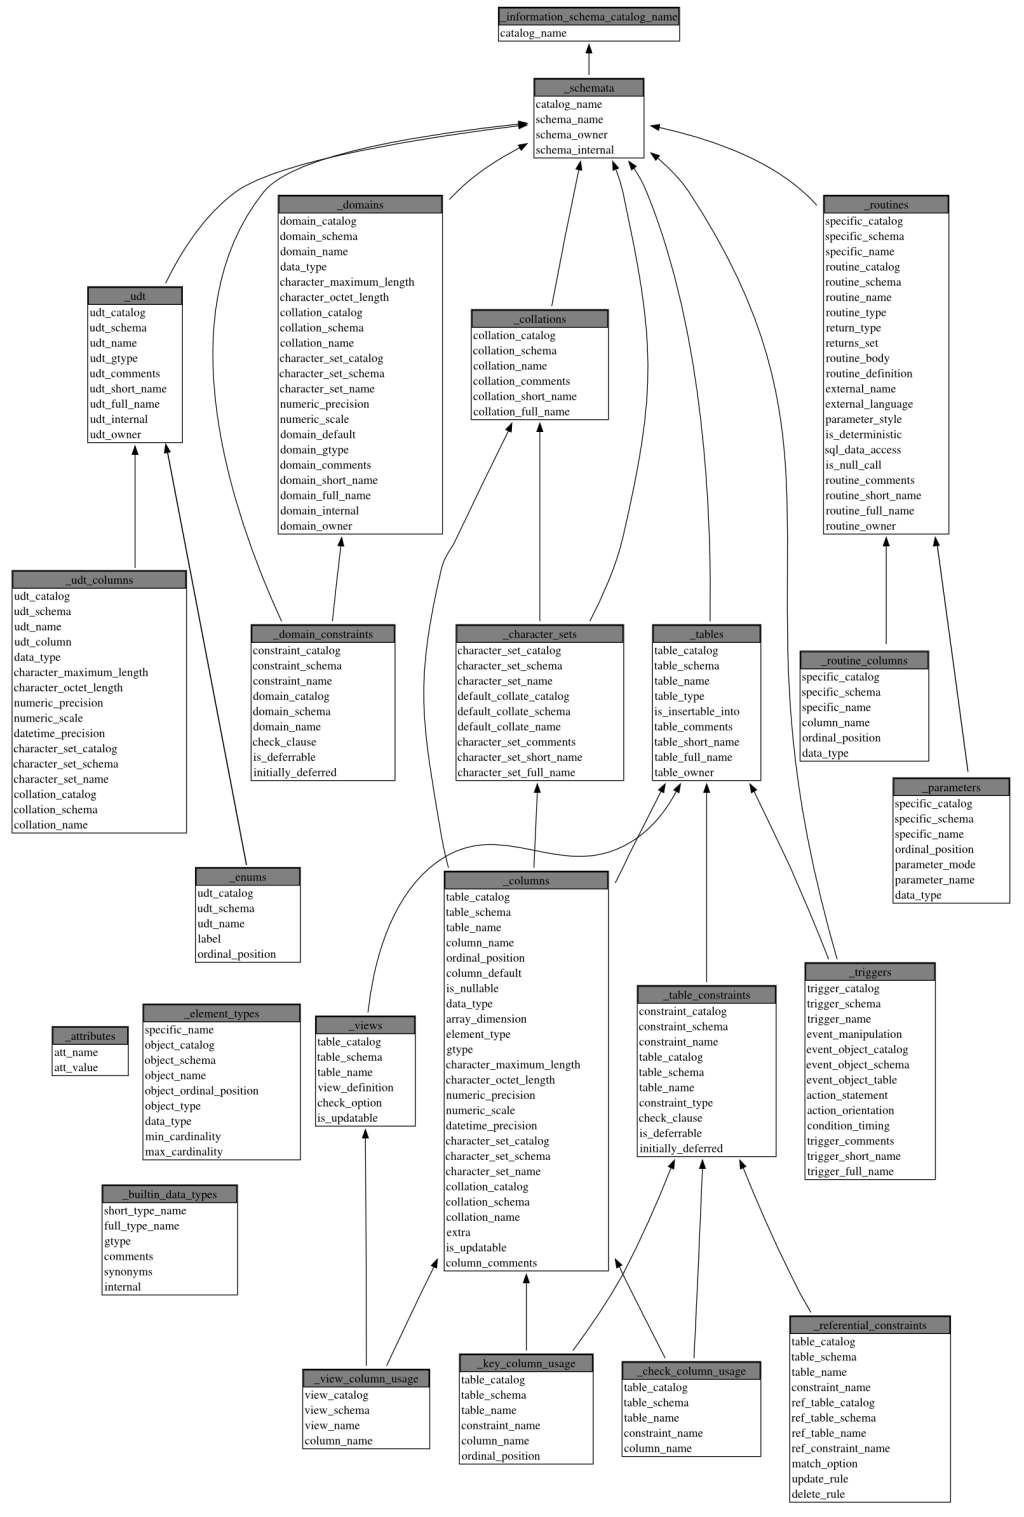 _information_schema_catalog_name
catalog_name
_schemata
catalog_name
schema_name
schema_owner
schema_internal
_domains
domain_catalog
domain_schema
domain_name
data_type
character_maximum_length
character_octet_length
collation_catalog
collation_schema
collation_name
character_set_catalog
character_set_schema
character_set_name
numeric_precision
numeric_scale
domain_default
domain_gtype
domain_comments
domain_short_name
domain_full_name
domain_internal
domain_owner
_routines
specific_catalog
specific_schema
specific_name
routine_catalog
routine_schema
routine_name
routine_type
return_type
returns_set
routine_body
routine_definition
external_name
external_language
parameter_style
is_deterministic
sql_data_access
is_null_call
routine_comments
routine_short_name
routine_full_name
routine_owner
_udt
udt_catalog
udt_schema
udt_name
udt_gtype
udt_comments
udt_short_name
udt_full_name
udt_internal
udt_owner
_collations
collation_catalog
collation_schema
collation_name
collation_comments
collation_short_name
collation_full_name
_udt_columns
udt_catalog
udt_schema
udt_name
udt_column
data_type
character_maximum_length
character_octet_length
numeric_precision
numeric_scale
datetime_precision
character_set_catalog
character_set_schema
character_set_name
collation_catalog
collation_schema
collation_name
_domain_constraints
constraint_catalog
constraint_schema
constraint_name
domain_catalog
domain_schema
domain_name
check_clause
is_deferrable
initially_deferred
_character_sets
character_set_catalog
character_set_schema
character_set_name
default_collate_catalog
default_collate_schema
default_collate_name
character_set_comments
character_set_short_name
character_set_full_name
_tables
table_catalog
table_schema
table_name
table_type
is_insertable_into
table_comments
table_short_name
table_full_name
table_owner
_routine_columns
specific_catalog
specific_schema
specific_name
column_name
ordinal_position
data_type
_parameters
specific_catalog
specific_schema
specific_name
ordinal_position
parameter_mode
parameter_name
data_type
_enums
udt_catalog
udt_schema
udt_name
label
ordinal_position
_columns
table_catalog
table_schema
table_name
column_name
ordinal_position
column_default
is_nullable
data_type
array_dimension
element_type
gtype
character_maximum_length
character_octet_length
numeric_precision
numeric_scale
datetime_precision
character_set_catalog
character_set_schema
character_set_name
collation_catalog
collation_schema
collation_name
extra
is_updatable
column_comments
_triggers
trigger_catalog
trigger_schema
trigger_name
event_manipulation
event_object_catalog
event_object_schema
event_object_table
action_statement
action_orientation
condition_timing
trigger_comments
trigger_short_name
trigger_full_name
_table_constraints
constraint_catalog
constraint_schema
constraint_name
table_catalog
table_schema
table_name
constraint_type
check_clause
is_deferrable
initially_deferred
_element_types
specific_name
object_catalog
object_schema
object_name
object_ordinal_position
object_type
data_type
min_cardinality
max_cardinality
_views
table_catalog
table_schema
table_name
view_definition
check_option
is_updatable
_attributes
att_name
att_value
_builtin_data_types
short_type_name
full_type_name
gtype
comments
synonyms
internal
_view_column_usage
view_catalog
view_schema
view_name
column_name
_key_column_usage
table_catalog
table_schema
table_name
constraint_name
column_name
ordinal_position
_check_column_usage
table_catalog
table_schema
table_name
constraint_name
column_name
_referential_constraints
table_catalog
table_schema
table_name
constraint_name
ref_table_catalog
ref_table_schema
ref_table_name
ref_constraint_name
match_option
update_rule
delete_rule